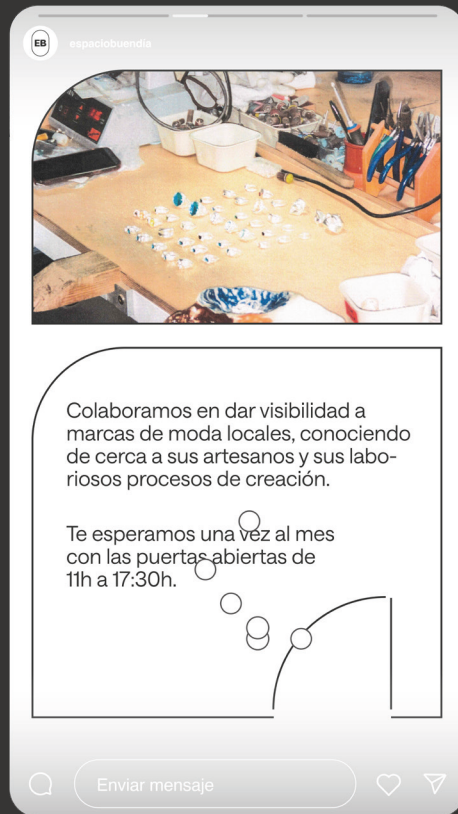 EB
espaciobuendia
Colaboramos en dar visibilidad a
marcas de moda locales, conociendo
de cerca a sus artesanos y sus labo-
riosos procesos de creación.
Te esperamos una vez al mes
con las puertas abiertas de
11h a 17:30h.
Enviar mensaje